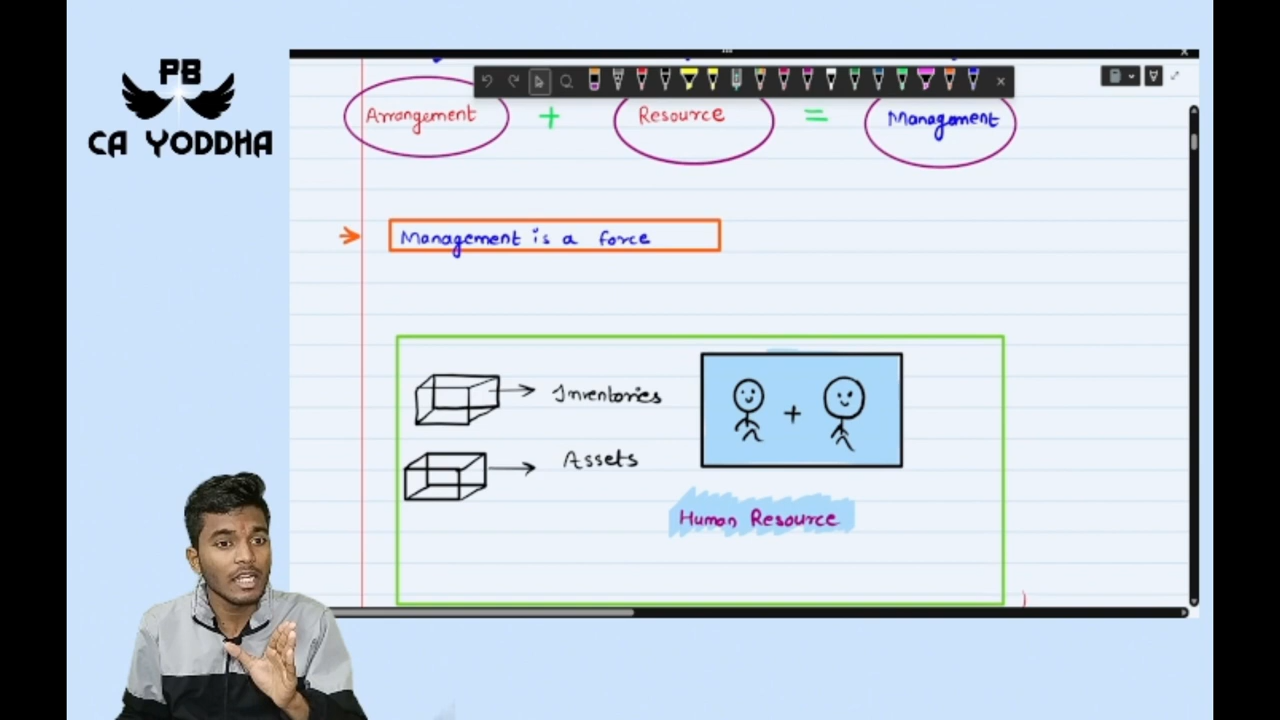 PB
CA YODDHA
Arrangement + Resource = Management
Management is a force
Inventories
+
Assets
Human Resource